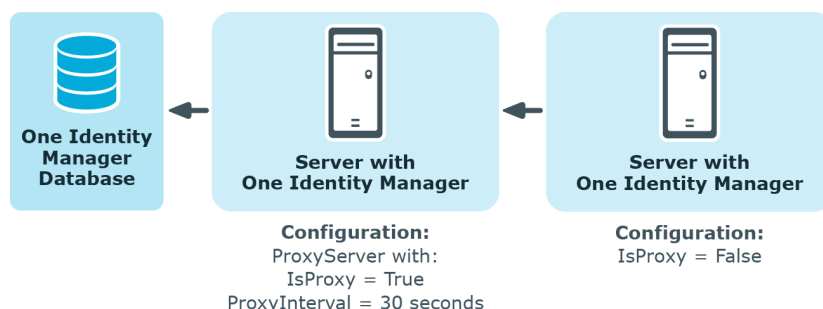 One Identity
Manager
Database
Server with
One Identity Manager
Configuration:
ProxyServer with:
IsProxy = True
ProxyInterval = 30 seconds
Server with
One Identity Manager
Configuration:
IsProxy = False